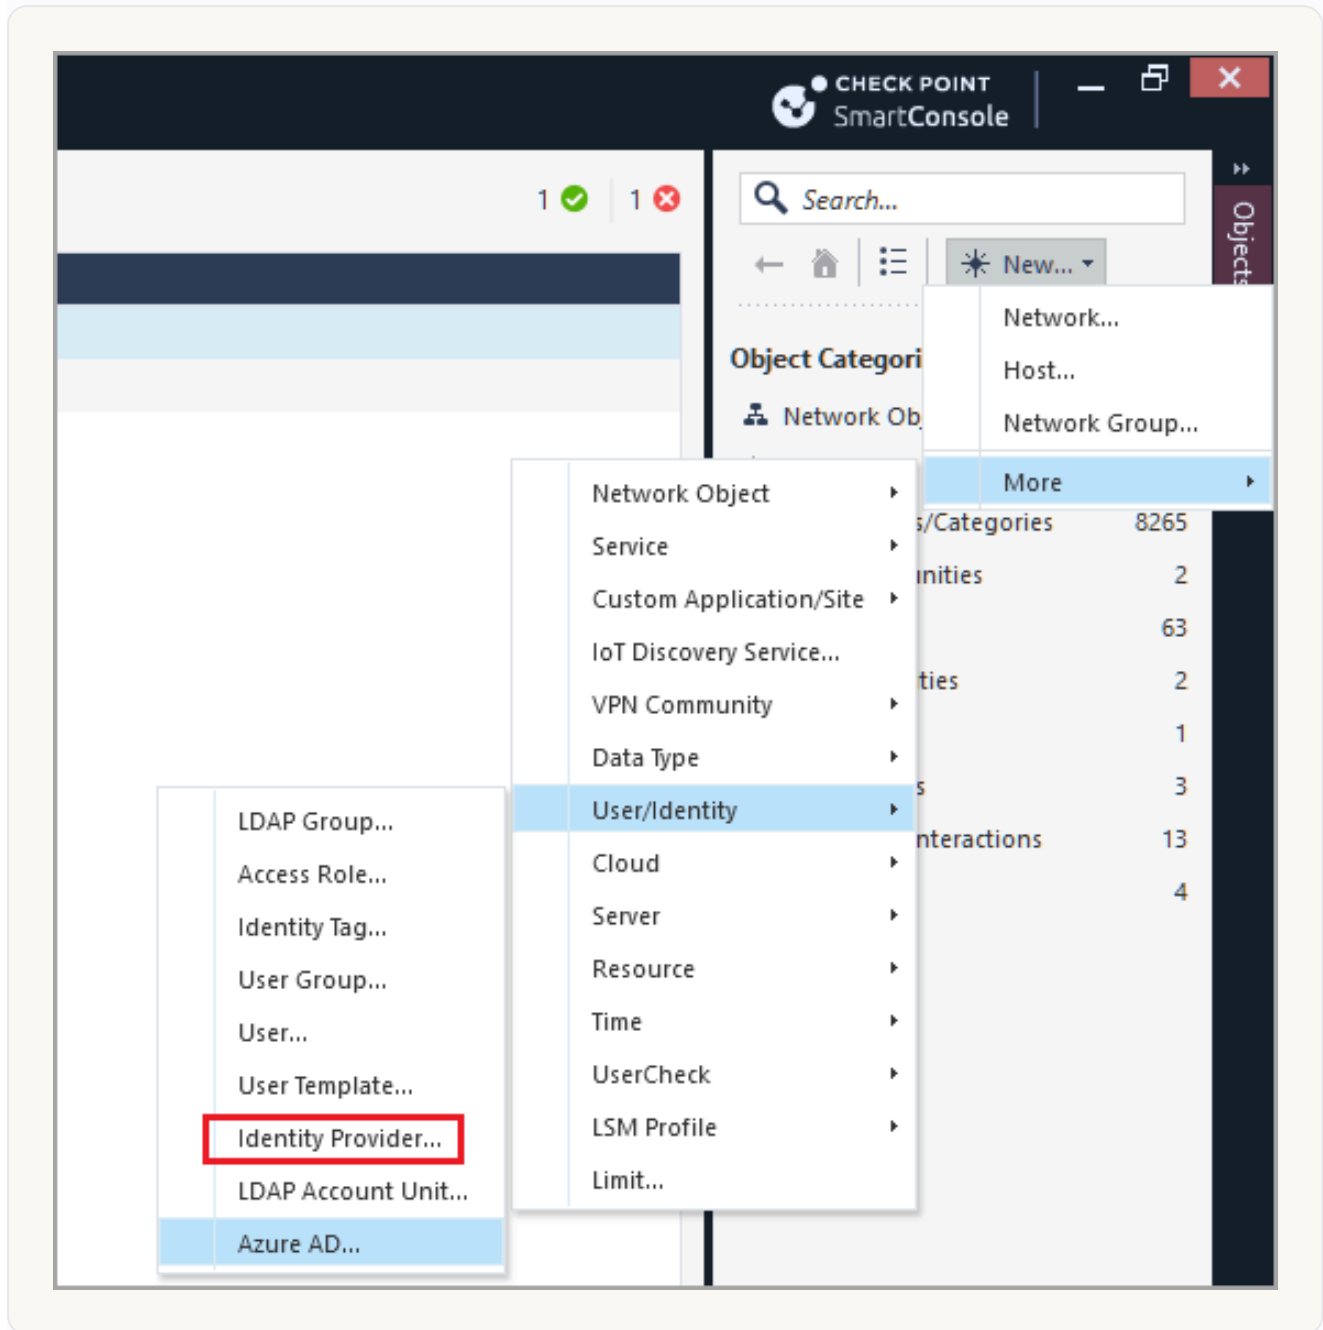 CHECK POINT
SmartConsole
1
1
Search...
New...
Objects
Network...
Host...
Network Group...
More
Object Categori
Network Ob
s/Categories 8265
unities 2
63
ties 2
1
s 3
nteractions 13
4
Network Object
Service
Custom Application/Site
IoT Discovery Service...
VPN Community
Data Type
User/Identity
Cloud
Server
Resource
Time
UserCheck
LSM Profile
Limit...
LDAP Group...
Access Role...
Identity Tag...
User Group...
User...
User Template...
Identity Provider...
LDAP Account Unit...
Azure AD...